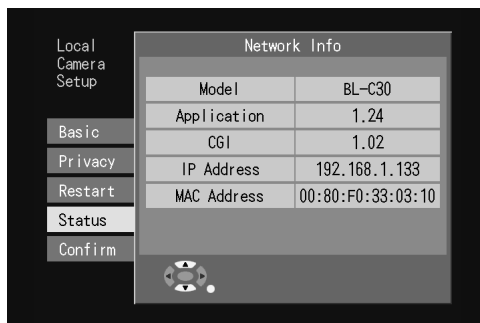 Local
Camera
Setup
Basic
Privacy
Restart
Status
Confirm
Network Info
Model BL-C30
Application 1.24
CGI 1.02
IP Address 192.168.1.133
MAC Address 00:80:F0:33:03:10